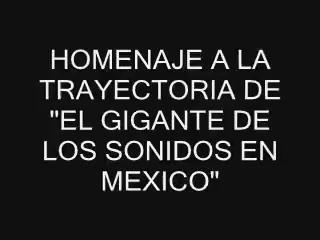 HOMENAJE A LA
TRAYECTORIA DE
"EL GIGANTE DE
LOS SONIDOS EN
MEXICO"